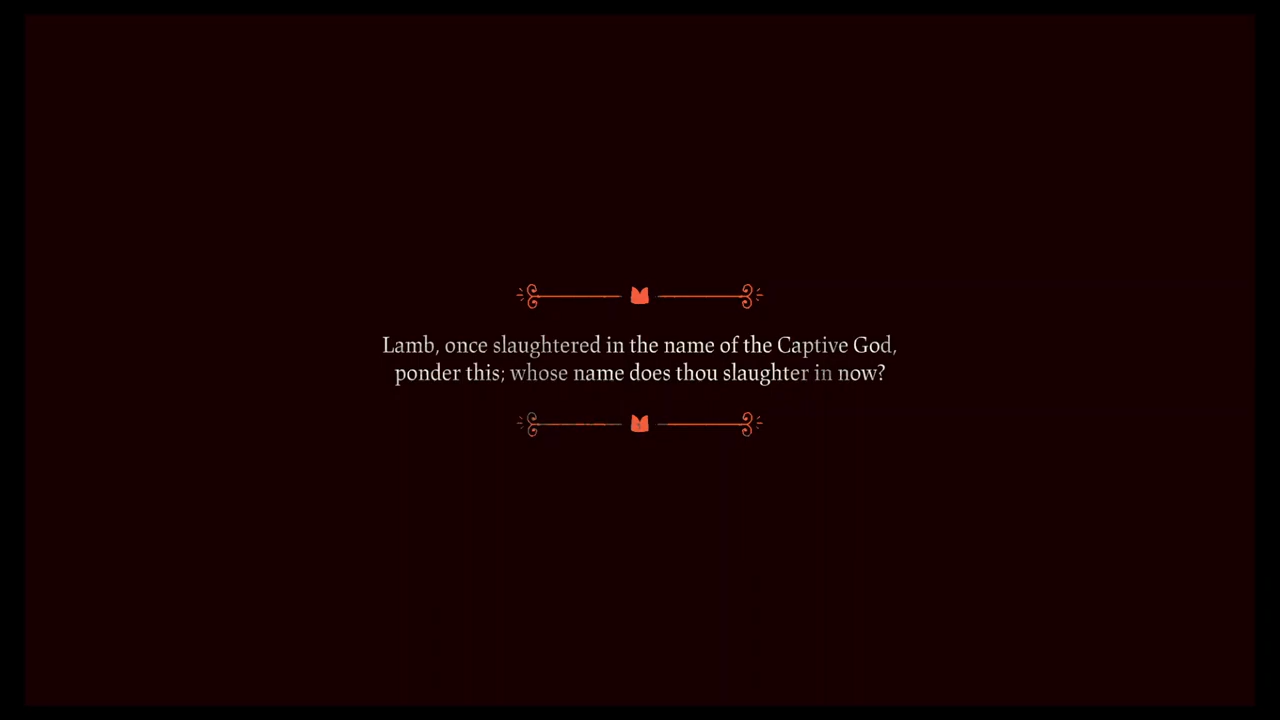 Lamb, once slaughtered in the name of the Captive God,
ponder this; whose name does thou slaughter in now?